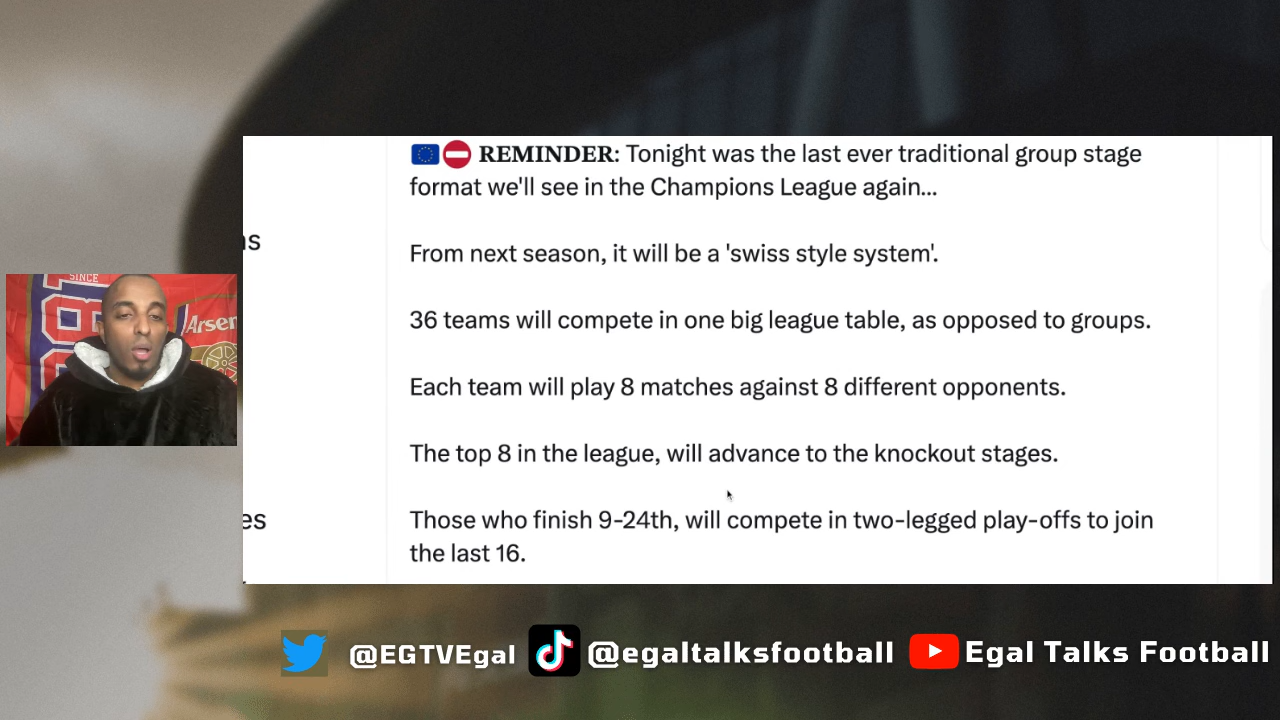 SINCE
Arsen
as
es
🇪🇺⛔ REMINDER: Tonight was the last ever traditional group stage
format we'll see in the Champions League again...
From next season, it will be a 'swiss style system'.
36 teams will compete in one big league table, as opposed to groups.
Each team will play 8 matches against 8 different opponents.
The top 8 in the league, will advance to the knockout stages.
Those who finish 9-24th, will compete in two-legged play-offs to join
the last 16.
@EGTVEgal @egaltalksfootball Egal Talks Football